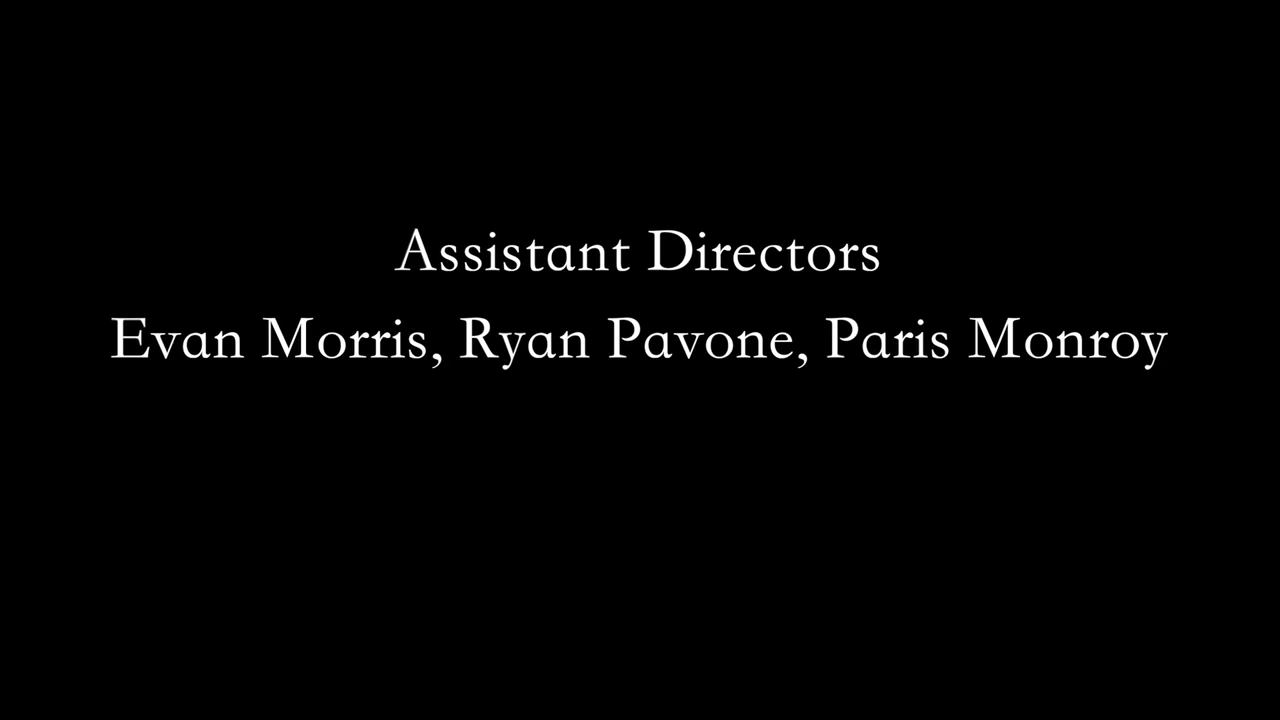 Assistant Directors
Evan Morris, Ryan Pavone, Paris Monroy